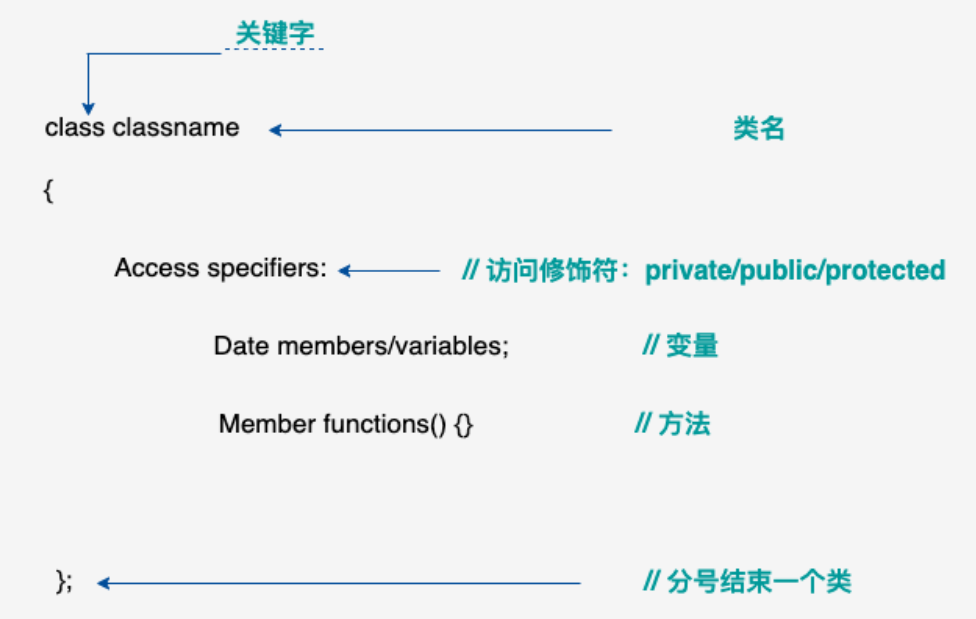 关键字
class classname 类名
{
Access specifiers: // 访问修饰符：private/public/protected
Date members/variables; // 变量
Member functions() {} // 方法
}; // 分号结束一个类